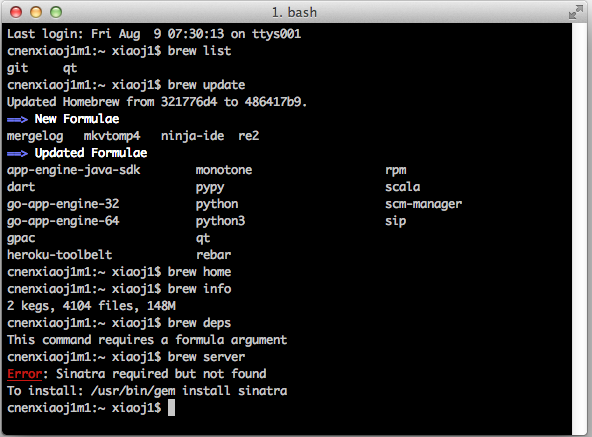 1. bash
Last login: Fri Aug  9 07:30:13 on ttys001
cnenxiaoj1m1:~ xiaoj1$ brew list
git     qt
cnenxiaoj1m1:~ xiaoj1$ brew update
Updated Homebrew from 321776d4 to 486417b9.
==> New Formulae
mergelog   mkvtomp4   ninja-ide  re2
==> Updated Formulae
app-engine-java-sdk        monotone                   rpm
dart                       pypy                       scala
go-app-engine-32           python                     scm-manager
go-app-engine-64           python3                    sip
gpac                       qt
heroku-toolbelt            rebar
cnenxiaoj1m1:~ xiaoj1$ brew home
cnenxiaoj1m1:~ xiaoj1$ brew info
2 kegs, 4104 files, 148M
cnenxiaoj1m1:~ xiaoj1$ brew deps
This command requires a formula argument
cnenxiaoj1m1:~ xiaoj1$ brew server
Error: Sinatra required but not found
To install: /usr/bin/gem install sinatra
cnenxiaoj1m1:~ xiaoj1$